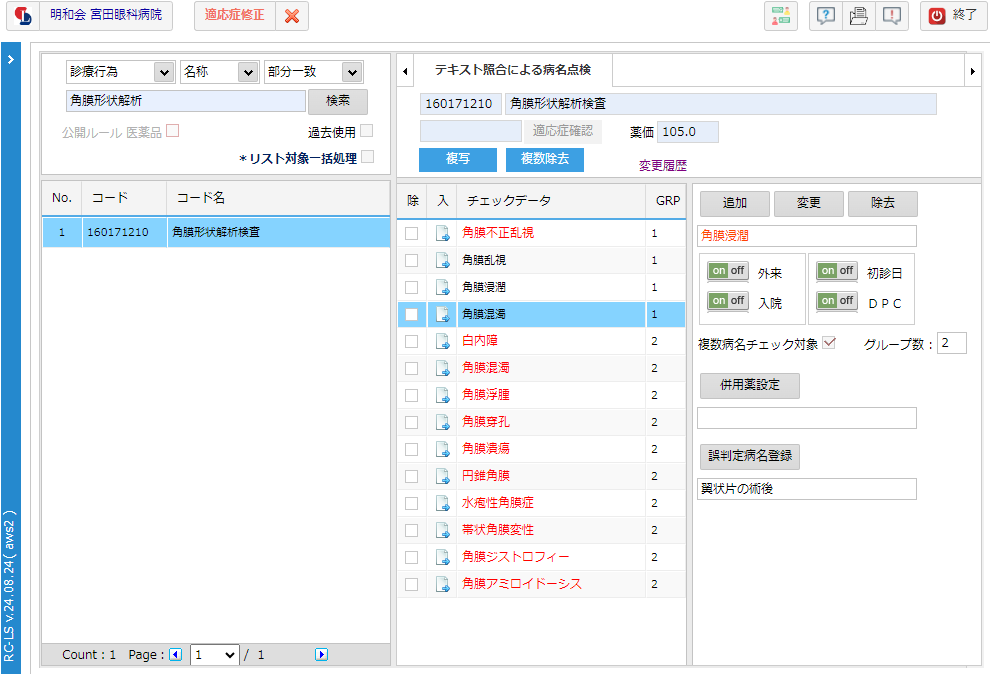 明和会 宮田眼科病院
適応症修正
終了
診療行為 名称 部分一致
角膜形状解析 検索
公開ルール 医薬品 過去使用
*リスト対象一括処理
No. コード コード名
1 160171210 角膜形状解析検査
Count : 1 Page : 1 / 1
RC-LS v.24.08.24( aws2 )
テキスト照合による病名点検
160171210 角膜形状解析検査
適応症確認 薬価 105.0
複写 複数除去 変更履歴
除 入 チェックデータ GRP
角膜不正乱視 1
角膜乱視 1
角膜浸潤 1
角膜混濁 1
白内障 2
角膜混濁 2
角膜浮腫 2
角膜穿孔 2
角膜潰瘍 2
円錐角膜 2
水疱性角膜症 2
帯状角膜変性 2
角膜ジストロフィー 2
角膜アミロイドーシス 2
追加 変更 除去
角膜浸潤
on off 外来 on off 初診日
on off 入院 on off ＤＰＣ
複数病名チェック対象 グループ数： 2
併用薬設定
誤判定病名登録
翼状片の術後